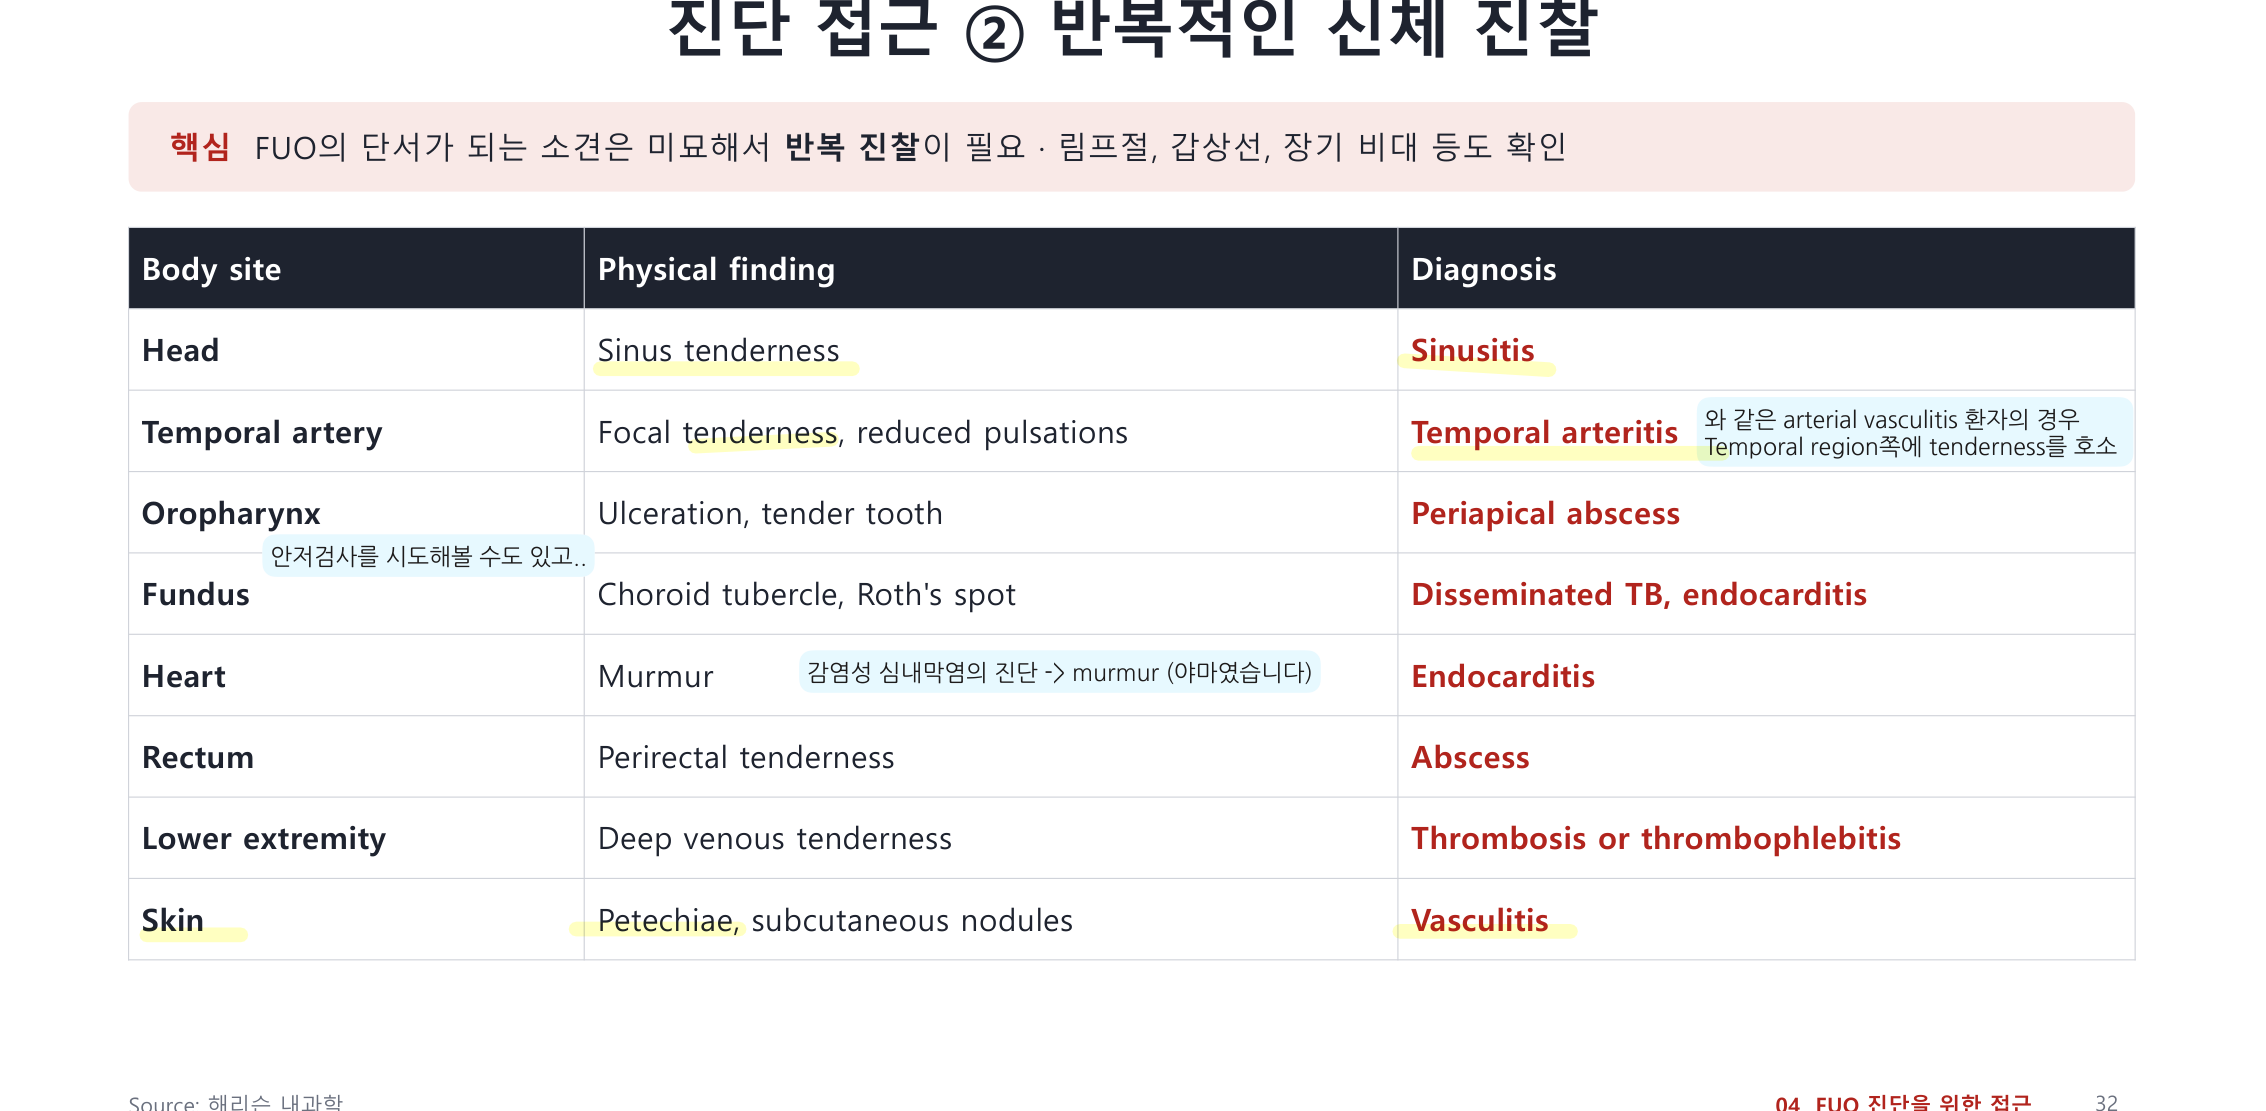 진단 접근 ② 반복적인 신체 진찰
핵심 FUO의 단서가 되는 소견은 미묘해서 반복 진찰이 필요 · 림프절, 갑상선, 장기 비대 등도 확인
Body site Physical finding Diagnosis
Head Sinus tenderness Sinusitis
Temporal artery Focal tenderness, reduced pulsations Temporal arteritis
와 같은 arterial vasculitis 환자의 경우
Temporal region쪽에 tenderness를 호소
Oropharynx Ulceration, tender tooth Periapical abscess
안저검사를 시도해볼 수도 있고..
Fundus Choroid tubercle, Roth's spot Disseminated TB, endocarditis
Heart Murmur 감염성 심내막염의 진단 -> murmur (야마였습니다) Endocarditis
Rectum Perirectal tenderness Abscess
Lower extremity Deep venous tenderness Thrombosis or thrombophlebitis
Skin Petechiae, subcutaneous nodules Vasculitis
Source: 해리슨 내과학 04 FUO 진단을 위한 접근 32